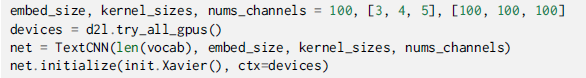 embed_size, kernel_sizes, nums_channels = 100, [3, 4, 5], [100, 100, 100]
devices = d2l.try_all_gpus()
net = TextCNN(len(vocab), embed_size, kernel_sizes, nums_channels)
net.initialize(init.Xavier(), ctx=devices)